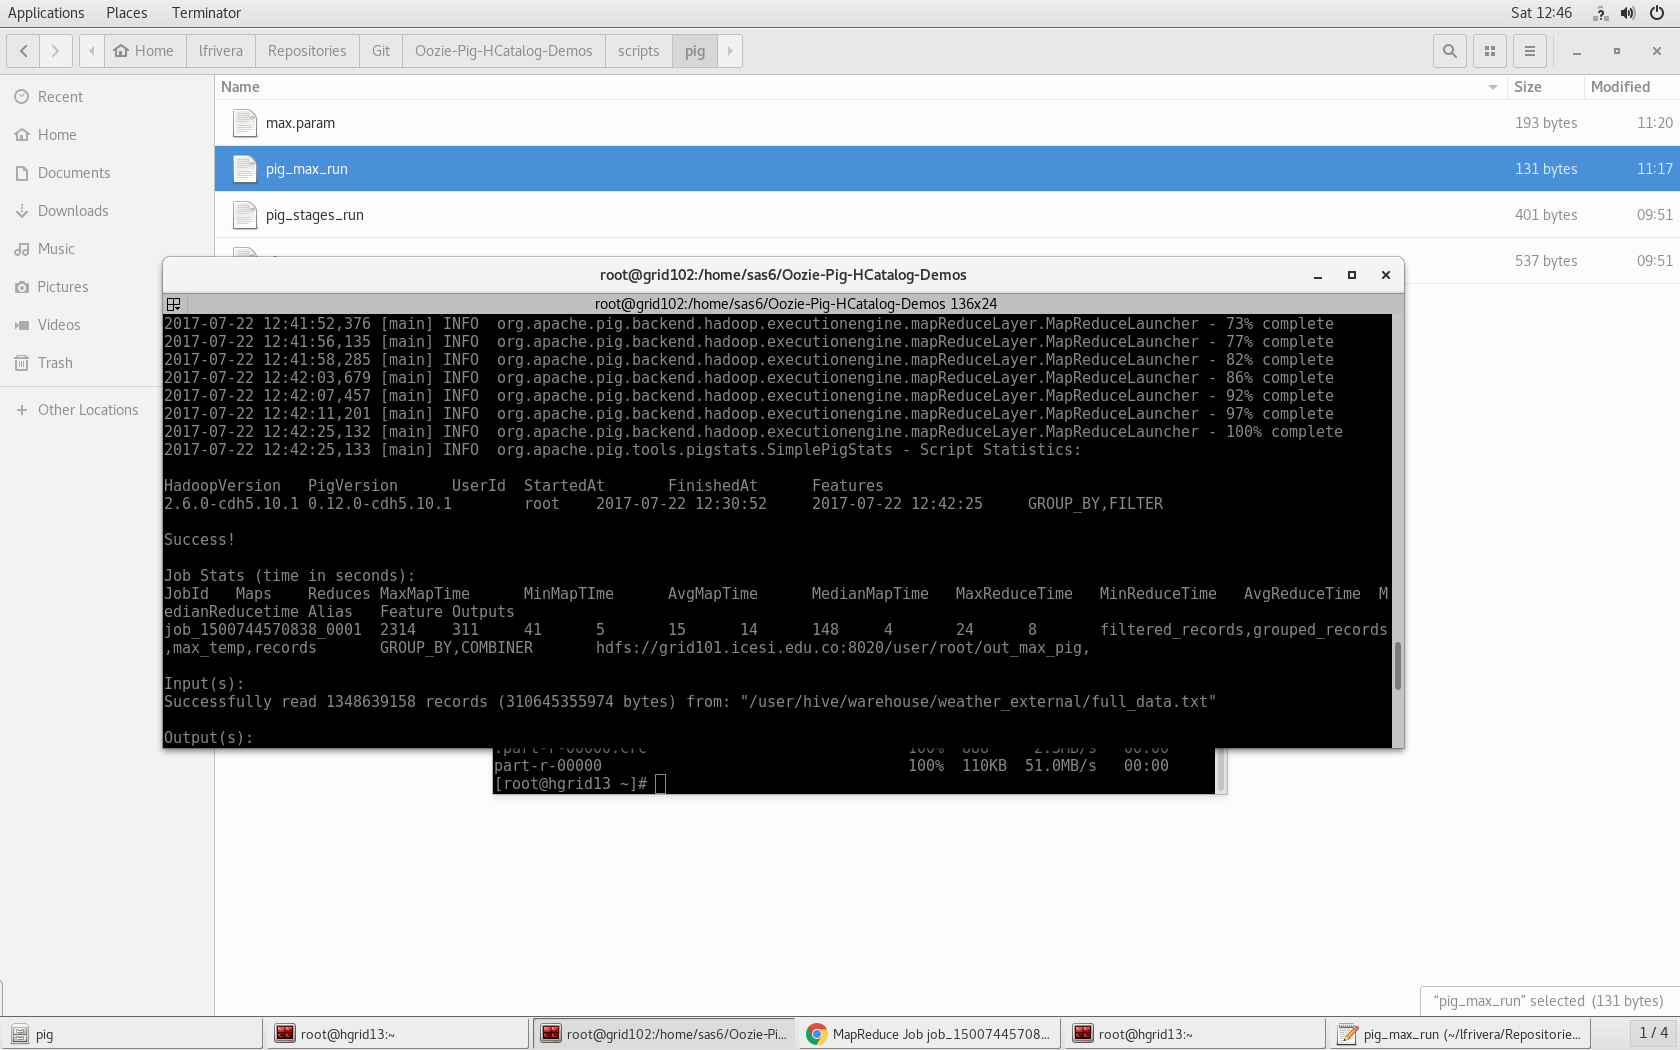 Applications Places Terminator Sat 12:46
Home lfrivera Repositories Git Oozie-Pig-HCatalog-Demos scripts pig
Name Size Modified
Recent
Home
Documents
Downloads
Music
Pictures
Videos
Trash
Other Locations
max.param 193 bytes 11:20
pig_max_run 131 bytes 11:17
pig_stages_run 401 bytes 09:51
537 bytes 09:51
root@grid102:/home/sas6/Oozie-Pig-HCatalog-Demos
root@grid102:/home/sas6/Oozie-Pig-HCatalog-Demos 136x24
2017-07-22 12:41:52,376 [main] INFO  org.apache.pig.backend.hadoop.executionengine.mapReduceLayer.MapReduceLauncher - 73% complete
2017-07-22 12:41:56,135 [main] INFO  org.apache.pig.backend.hadoop.executionengine.mapReduceLayer.MapReduceLauncher - 77% complete
2017-07-22 12:41:58,285 [main] INFO  org.apache.pig.backend.hadoop.executionengine.mapReduceLayer.MapReduceLauncher - 82% complete
2017-07-22 12:42:03,679 [main] INFO  org.apache.pig.backend.hadoop.executionengine.mapReduceLayer.MapReduceLauncher - 86% complete
2017-07-22 12:42:07,457 [main] INFO  org.apache.pig.backend.hadoop.executionengine.mapReduceLayer.MapReduceLauncher - 92% complete
2017-07-22 12:42:11,201 [main] INFO  org.apache.pig.backend.hadoop.executionengine.mapReduceLayer.MapReduceLauncher - 97% complete
2017-07-22 12:42:25,132 [main] INFO  org.apache.pig.backend.hadoop.executionengine.mapReduceLayer.MapReduceLauncher - 100% complete
2017-07-22 12:42:25,133 [main] INFO  org.apache.pig.tools.pigstats.SimplePigStats - Script Statistics:
HadoopVersion PigVersion UserId StartedAt FinishedAt Features
2.6.0-cdh5.10.1 0.12.0-cdh5.10.1 root 2017-07-22 12:30:52 2017-07-22 12:42:25 GROUP_BY,FILTER
Success!
Job Stats (time in seconds):
JobId Maps Reduces MaxMapTime MinMapTIme AvgMapTime MedianMapTime MaxReduceTime MinReduceTime AvgReduceTime M
edianReducetime Alias Feature Outputs
job_1500744570838_0001 2314 311 41 5 15 14 148 4 24 8 filtered_records,grouped_records
,max_temp,records GROUP_BY,COMBINER hdfs://grid101.icesi.edu.co:8020/user/root/out_max_pig,
Input(s):
Successfully read 1348639158 records (310645355974 bytes) from: "/user/hive/warehouse/weather_external/full_data.txt"
Output(s):
.part-r-00000.crc 100% 888 2.3MB/s 00:00
part-r-00000 100% 110KB 51.0MB/s 00:00
[root@hgrid13 ~]#
"pig_max_run" selected (131 bytes)
pig root@hgrid13:~ root@grid102:/home/sas6/Oozie-Pi... MapReduce Job job_15007445708... root@hgrid13:~ pig_max_run (~/lfrivera/Repositorie... 1 / 4